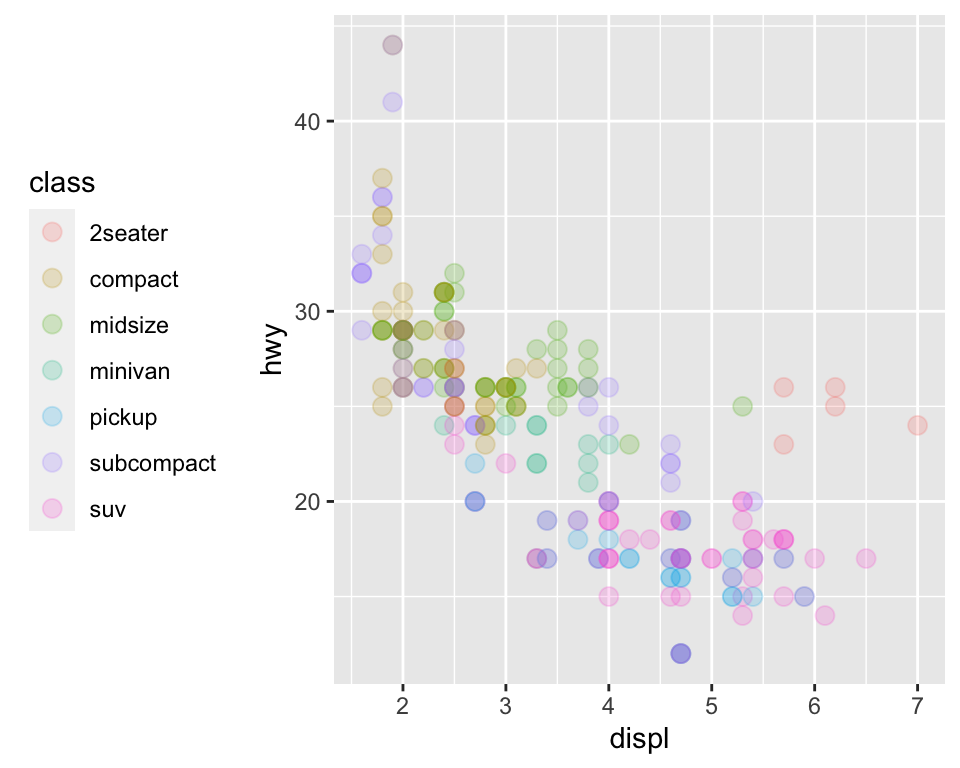 class
2seater
compact
midsize
minivan
pickup
subcompact
suv
hwy
40
30
20
2 3 4 5 6 7
displ